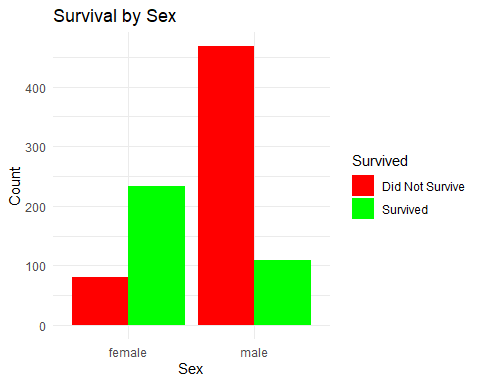 Survival by Sex
Count
400
300
200
100
0
female
male
Sex
Survived
Did Not Survive
Survived